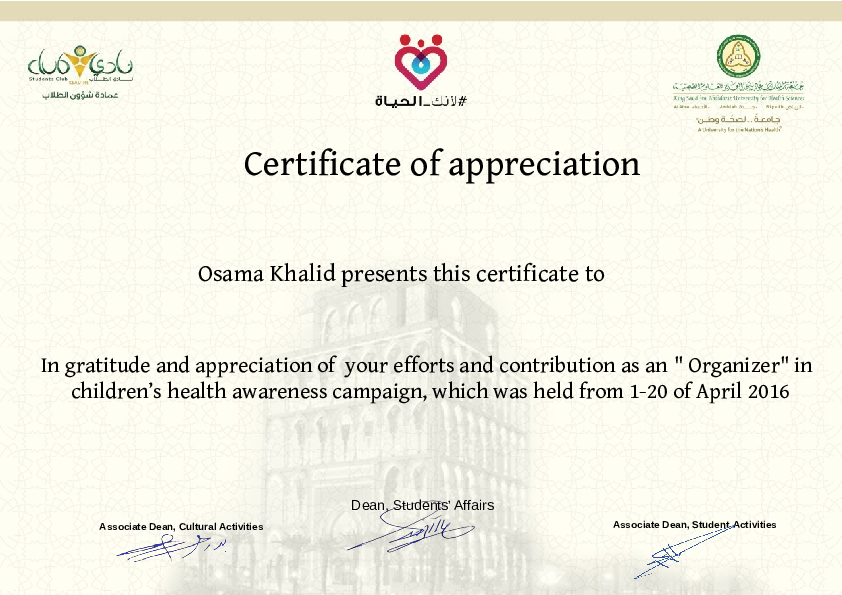 نادي الطلاب
Students Club نادي الطلاب
عمادة شؤون الطلاب
#لأنك_الحياة
King Saud bin Abdulaziz University for Health Sciences
جامعة .. لصحة وطن
A University for the Nation's Health
Certificate of appreciation
Osama Khalid presents this certificate to
In gratitude and appreciation of your efforts and contribution as an " Organizer" in
children’s health awareness campaign, which was held from 1-20 of April 2016
Dean, Students' Affairs
Associate Dean, Cultural Activities
Associate Dean, Student Activities